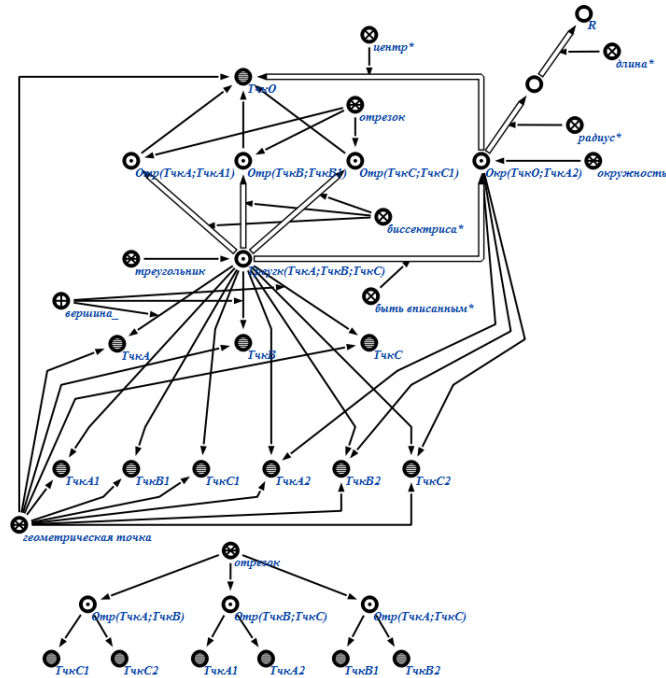 R
центр*
длина*
ТчкО
отрезок
радиус*
Отр(ТчкА;ТчкА1)
Отр(ТчкВ;ТчкВ1)
Отр(ТчкС;ТчкС1)
Окр(ТчкО;ТчкА2)
окружность
биссектриса*
треугольник
Треугк(ТчкА;ТчкВ;ТчкС)
вершина_
быть вписанным*
ТчкА
ТчкВ
ТчкС
ТчкА1
ТчкВ1
ТчкС1
ТчкА2
ТчкВ2
ТчкС2
геометрическая точка
отрезок
Отр(ТчкА;ТчкВ)
Отр(ТчкВ;ТчкС)
Отр(ТчкА;ТчкС)
ТчкС1
ТчкС2
ТчкА1
ТчкА2
ТчкВ1
ТчкВ2